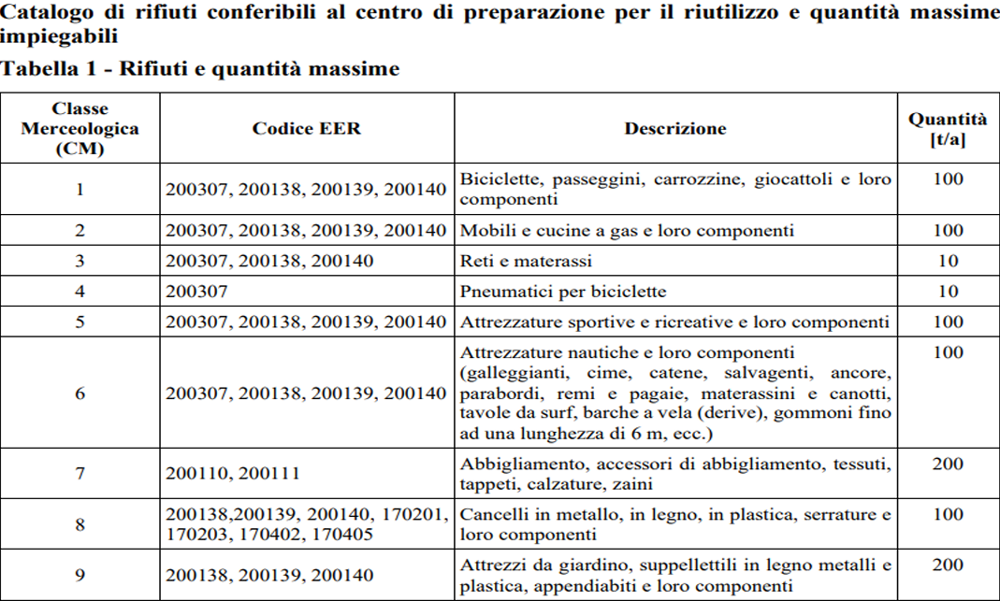 Catalogo di rifiuti conferibili al centro di preparazione per il riutilizzo e quantità massime
impiegabili
Tabella 1 - Rifiuti e quantità massime
Classe
Merceologica
(CM)
Codice EER
Descrizione
Quantità
[t/a]
1
200307, 200138, 200139, 200140
Biciclette, passeggini, carrozzine, giocattoli e loro
componenti
100
2
200307, 200138, 200139, 200140
Mobili e cucine a gas e loro componenti
100
3
200307, 200138, 200140
Reti e materassi
10
4
200307
Pneumatici per biciclette
10
5
200307, 200138, 200139, 200140
Attrezzature sportive e ricreative e loro componenti
100
6
200307, 200138, 200139, 200140
Attrezzature nautiche e loro componenti
(galleggianti, cime, catene, salvagenti, ancore,
parabordi, remi e pagaie, materassini e canotti,
tavole da surf, barche a vela (derive), gommoni fino
ad una lunghezza di 6 m, ecc.)
100
7
200110, 200111
Abbigliamento, accessori di abbigliamento, tessuti,
tappeti, calzature, zaini
200
8
200138,200139, 200140, 170201,
170203, 170402, 170405
Cancelli in metallo, in legno, in plastica, serrature e
loro componenti
100
9
200138, 200139, 200140
Attrezzi da giardino, suppellettili in legno metalli e
plastica, appendiabiti e loro componenti
200